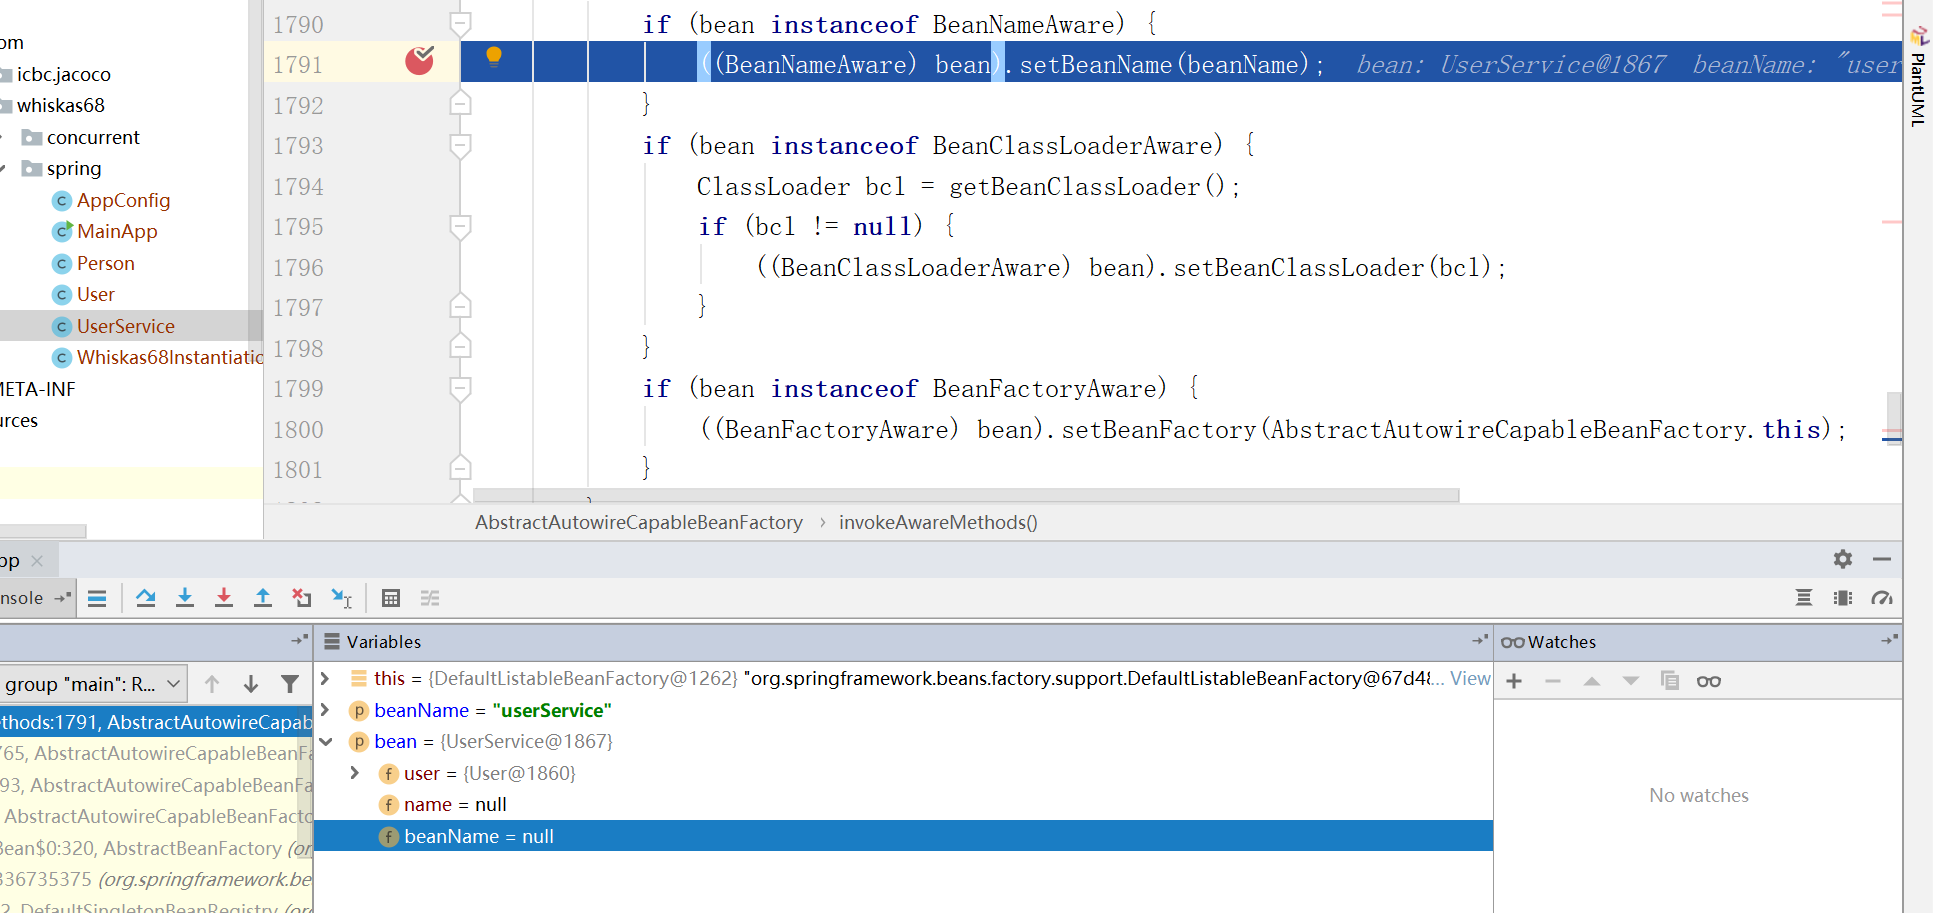 1790 if (bean instanceof BeanNameAware) {
1791 ((BeanNameAware) bean).setBeanName(beanName); bean: UserService@1867 beanName: "user
1792 }
1793 if (bean instanceof BeanClassLoaderAware) {
1794 ClassLoader bcl = getBeanClassLoader();
1795 if (bcl != null) {
1796 ((BeanClassLoaderAware) bean).setBeanClassLoader(bcl);
1797 }
1798 }
1799 if (bean instanceof BeanFactoryAware) {
1800 ((BeanFactoryAware) bean).setBeanFactory(AbstractAutowireCapableBeanFactory.this);
1801 }
om
icbc.jacoco
whiskas68
concurrent
spring
AppConfig
MainApp
Person
User
UserService
Whiskas68Instantiatio
META-INF
urces
PlantUML
AbstractAutowireCapableBeanFactory › invokeAwareMethods()
pp
nsole
Variables
Watches
group "main": R...
this = {DefaultListableBeanFactory@1262} "org.springframework.beans.factory.support.DefaultListableBeanFactory@67d48... View
beanName = "userService"
bean = {UserService@1867}
user = {User@1860}
name = null
beanName = null
No watches
thods:1791, AbstractAutowireCapab
765, AbstractAutowireCapableBeanFa
93, AbstractAutowireCapableBeanFa
, AbstractAutowireCapableBeanFacto
Bean$0:320, AbstractBeanFactory (or
836735375 (org.springframework.be
2, DefaultSingletonBeanRegistry (or